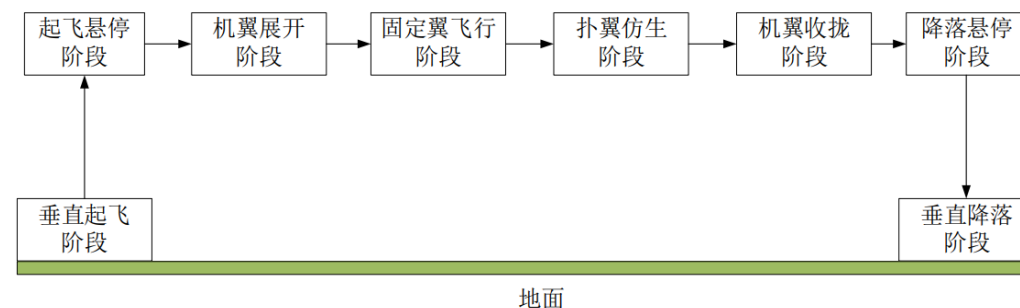 起飞悬停
阶段
机翼展开
阶段
固定翼飞行
阶段
扑翼仿生
阶段
机翼收拢
阶段
降落悬停
阶段
垂直起飞
阶段
垂直降落
阶段
地面